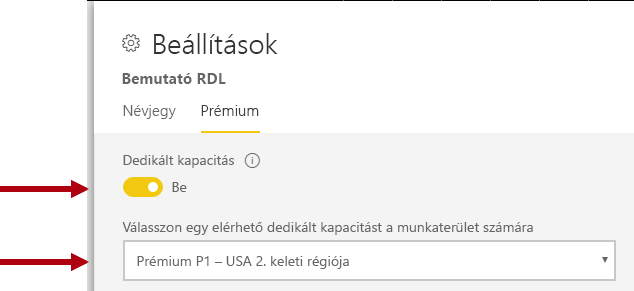 Beállítások
Bemutató RDL
Névjegy Prémium
Dedikált kapacitás
Be
Válasszon egy elérhető dedikált kapacitást a munkaterület számára
Prémium P1 – USA 2. keleti régiója